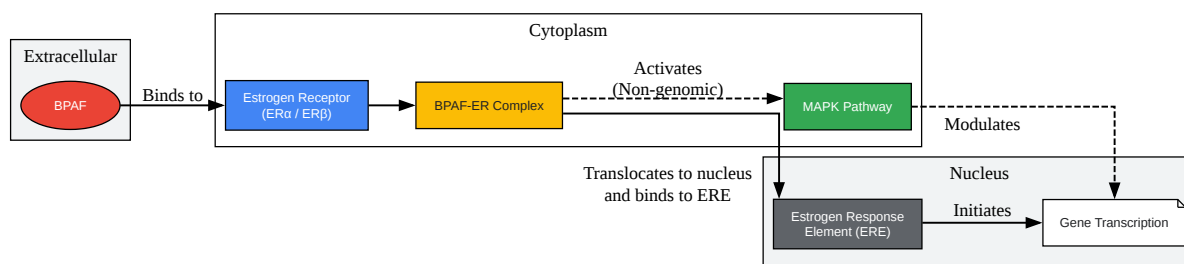 Cytoplasm
Extracellular
BPAF
Binds to
Estrogen Receptor
(ERα / ERβ)
BPAF-ER Complex
Activates
(Non-genomic)
MAPK Pathway
Modulates
Translocates to nucleus
and binds to ERE
Nucleus
Estrogen Response
Element (ERE)
Initiates
Gene Transcription